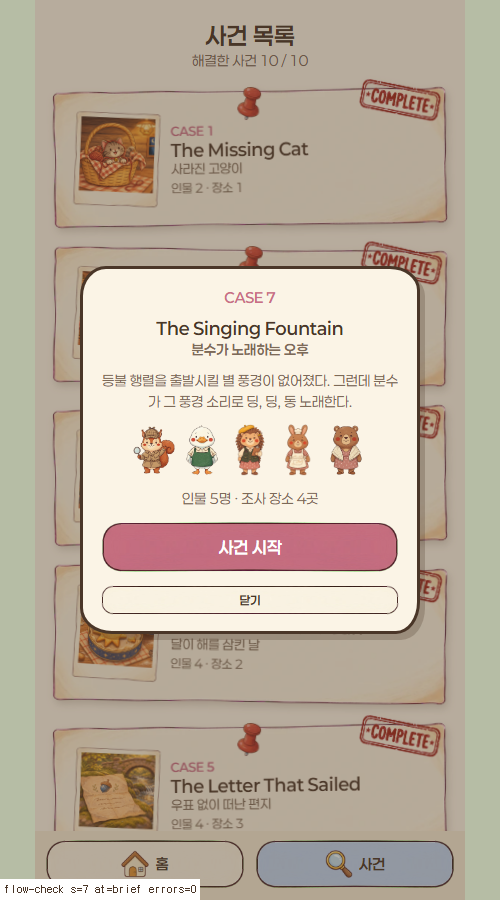 사건 목록
해결한 사건 10 / 10
COMPLETE
CASE 1
The Missing Cat
사라진 고양이
인물 2 · 장소 1
COMPLETE
CASE 7
The Singing Fountain
분수가 노래하는 오후
등불 행렬을 출발시킬 별 풍경이 없어졌다. 그런데 분수
가 그 풍경 소리로 딩, 딩, 동 노래한다.
인물 5명 · 조사 장소 4곳
사건 시작
닫기
달이 해를 삼킨 날
인물 4 · 장소 2
COMPLETE
CASE 5
The Letter That Sailed
우표 없이 떠난 편지
인물 4 · 장소 3
홈
사건
flow-check s=7 at=brief errors=0